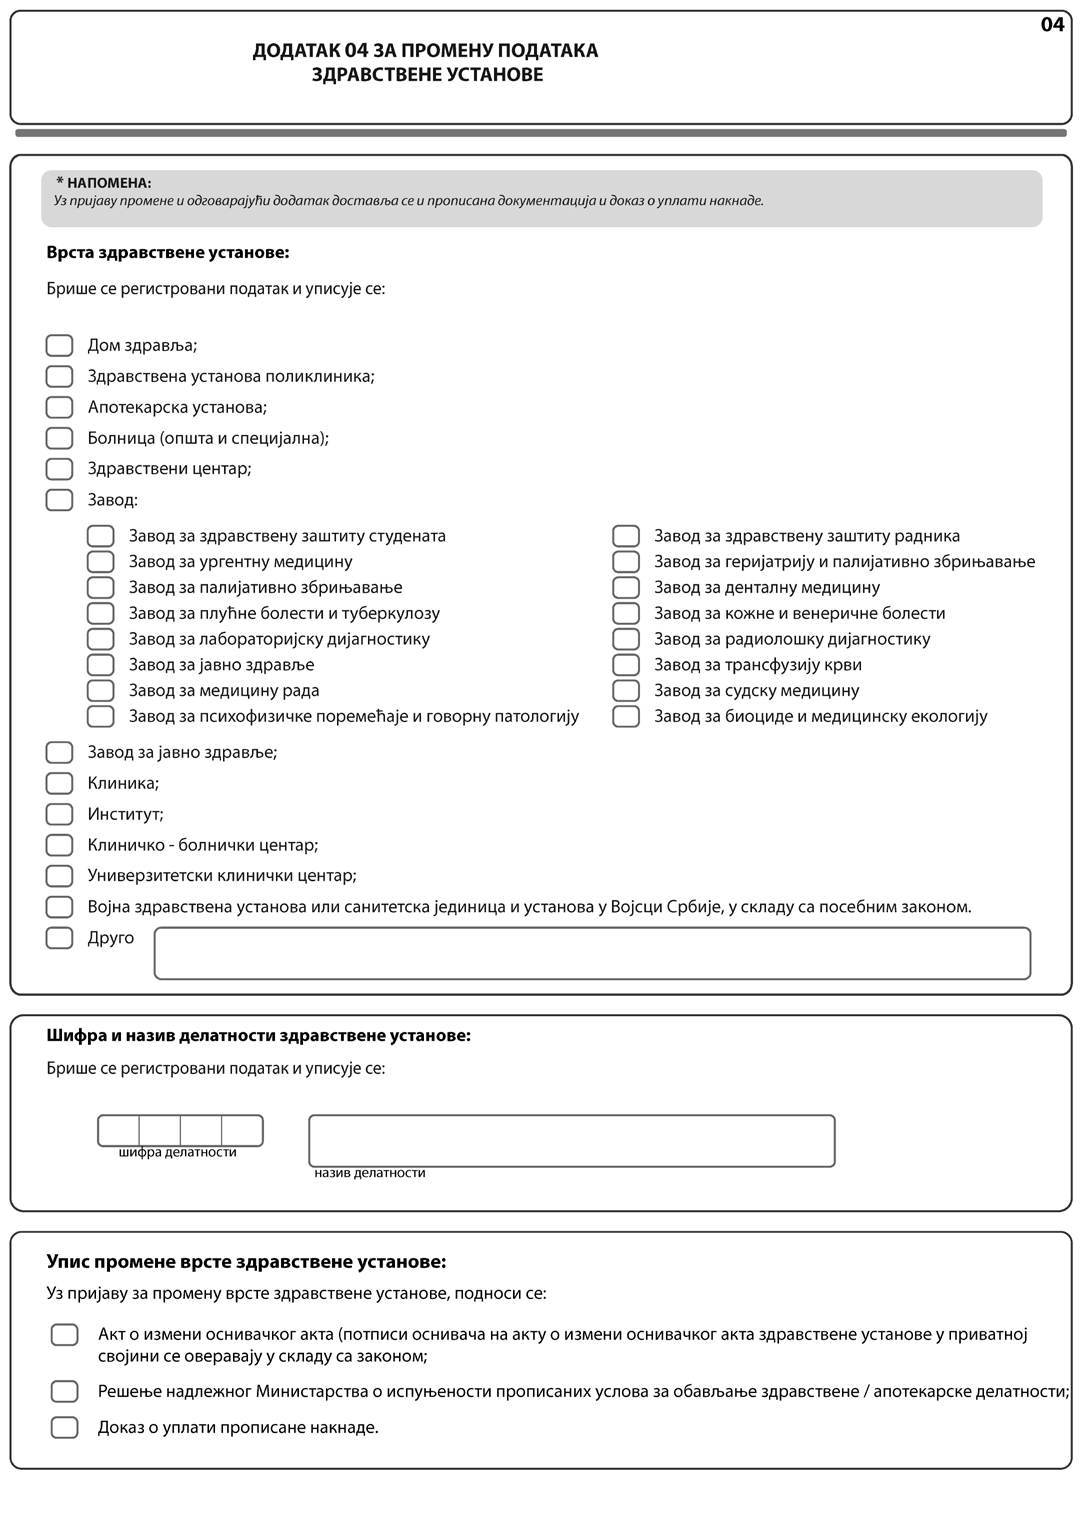 04
ДОДАТАК 04 ЗА ПРОМЕНУ ПОДАТАКА
ЗДРАВСТВЕНЕ УСТАНОВЕ
* НАПОМЕНА:
Уз пријаву промене и одговарајући додатак доставља се и прописана документација и доказ о уплати накнаде.
Врста здравствене установе:
Брише се регистровани податак и уписује се:
Дом здравља;
Здравствена установа поликлиника;
Апотекарска установа;
Болница (општа и специјална);
Здравствени центар;
Завод:
Завод за здравствену заштиту студената
Завод за ургентну медицину
Завод за палијативно збрињавање
Завод за плућне болести и туберкулозу
Завод за лабораторијску дијагностику
Завод за јавно здравље
Завод за медицину рада
Завод за психофизичке поремећаје и говорну патологију
Завод за здравствену заштиту радника
Завод за геријатрију и палијативно збрињавање
Завод за денталну медицину
Завод за кожне и венеричне болести
Завод за радиолошку дијагностику
Завод за трансфузију крви
Завод за судску медицину
Завод за биоциде и медицинску екологију
Завод за јавно здравље;
Клиника;
Институт;
Клиничко - болнички центар;
Универзитетски клинички центар;
Војна здравствена установа или санитетска јединица и установа у Војсци Србије, у складу са посебним законом.
Друго
Шифра и назив делатности здравствене установе:
Брише се регистровани податак и уписује се:
шифра делатности
назив делатности
Упис промене врсте здравствене установе:
Уз пријаву за промену врсте здравствене установе, подноси се:
Акт о измени оснивачког акта (потписи оснивача на акту о измени оснивачког акта здравствене установе у приватној
својини се оверавају у складу са законом;
Решење надлежног Министарства о испуњености прописаних услова за обављање здравствене / апотекарске делатности;
Доказ о уплати прописане накнаде.